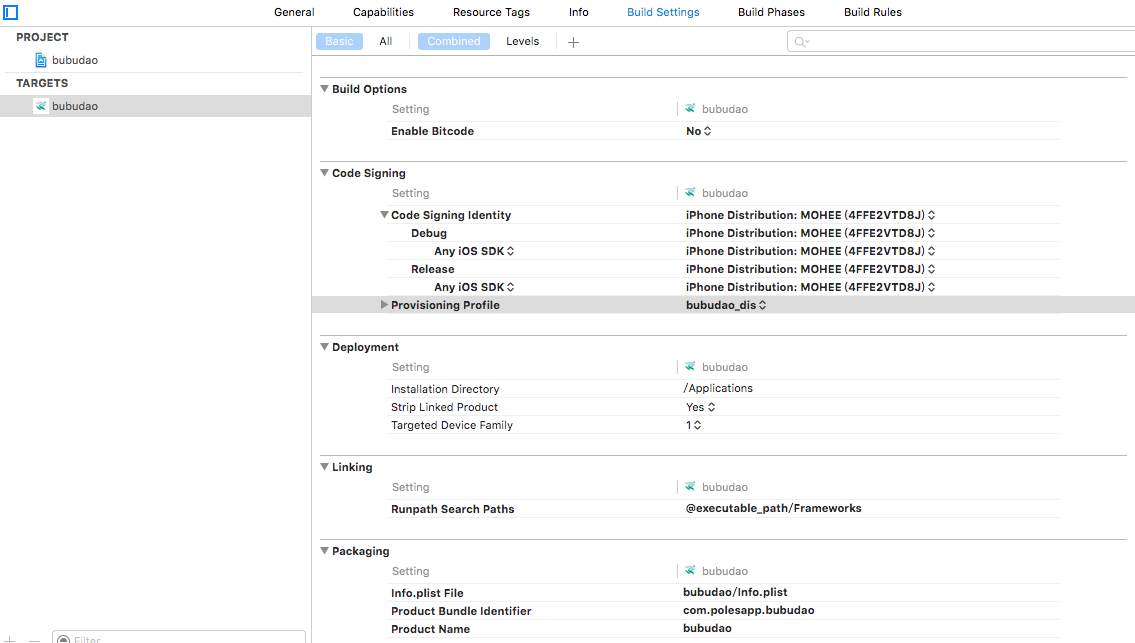 General Capabilities Resource Tags Info Build Settings Build Phases Build Rules
PROJECT
bubudao
TARGETS
bubudao
Basic All Combined Levels
Build Options
Setting bubudao
Enable Bitcode No
Code Signing
Setting bubudao
Code Signing Identity iPhone Distribution: MOHEE (4FFE2VTD8J)
Debug iPhone Distribution: MOHEE (4FFE2VTD8J)
Any iOS SDK iPhone Distribution: MOHEE (4FFE2VTD8J)
Release iPhone Distribution: MOHEE (4FFE2VTD8J)
Any iOS SDK iPhone Distribution: MOHEE (4FFE2VTD8J)
Provisioning Profile bubudao_dis
Deployment
Setting bubudao
Installation Directory /Applications
Strip Linked Product Yes
Targeted Device Family 1
Linking
Setting bubudao
Runpath Search Paths @executable_path/Frameworks
Packaging
Setting bubudao
Info.plist File bubudao/Info.plist
Product Bundle Identifier com.polesapp.bubudao
Product Name bubudao
Filter